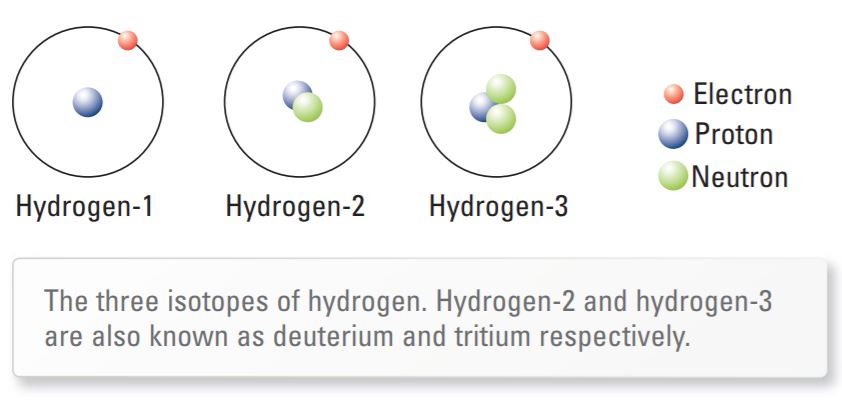 Electron
Proton
Neutron
Hydrogen-1
Hydrogen-2
Hydrogen-3
The three isotopes of hydrogen. Hydrogen-2 and hydrogen-3
are also known as deuterium and tritium respectively.